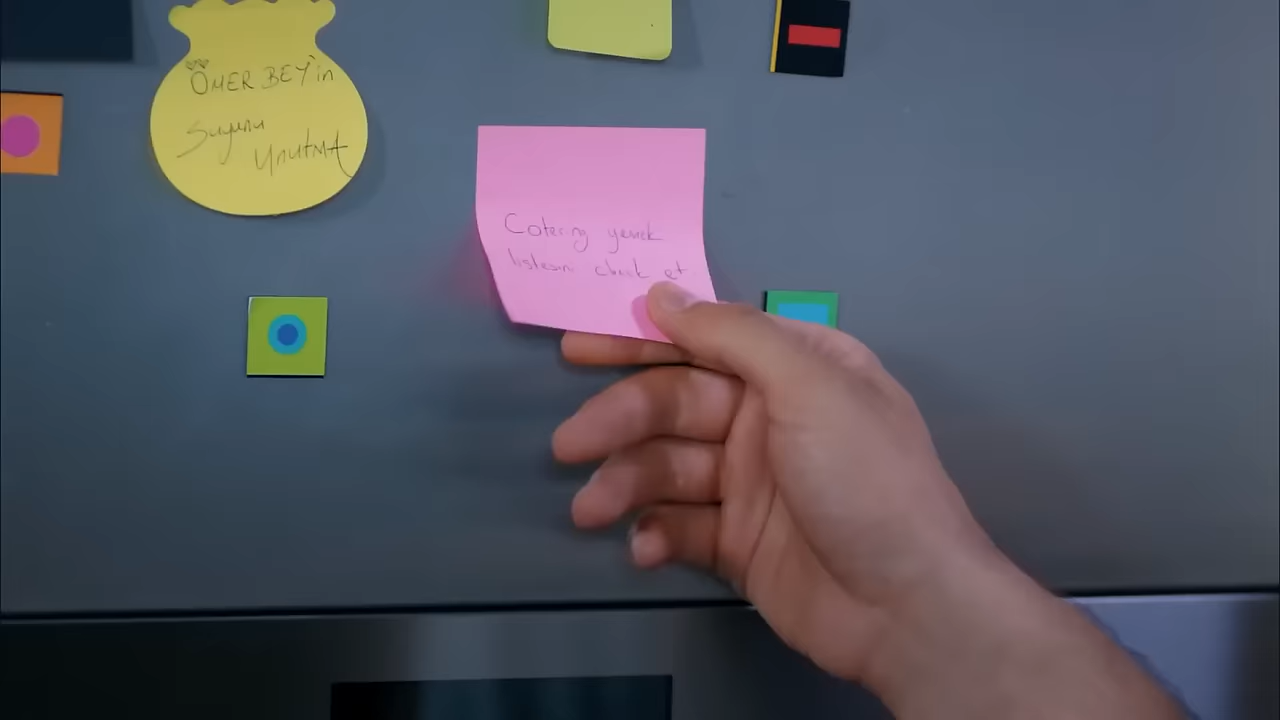 ÖMER BEY'in
Suyunu
UnutMA
Catering yemek
listesini check et